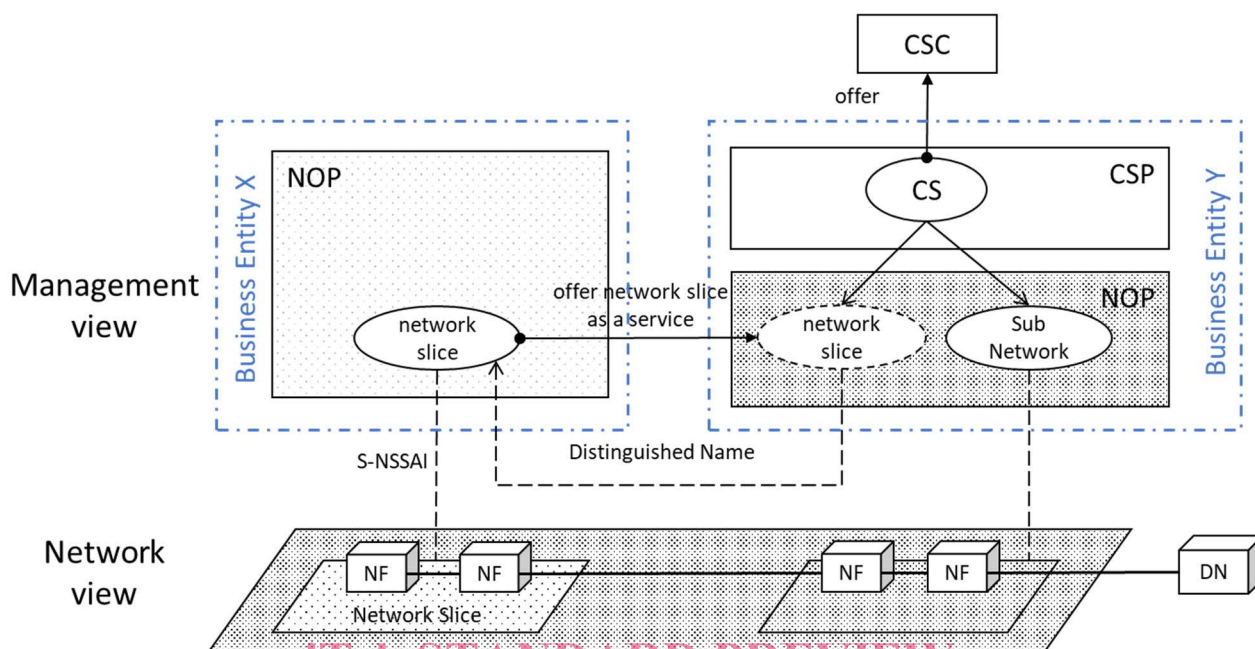 CSC
offer
Business Entity X
NOP
CS
CSP
Business Entity Y
Management
view
offer network slice
as a service
NOP
network
slice
network
slice
Sub
Network
S-NSSAI
Distinguished Name
Network
view
NF
NF
NF
NF
DN
Network Slice